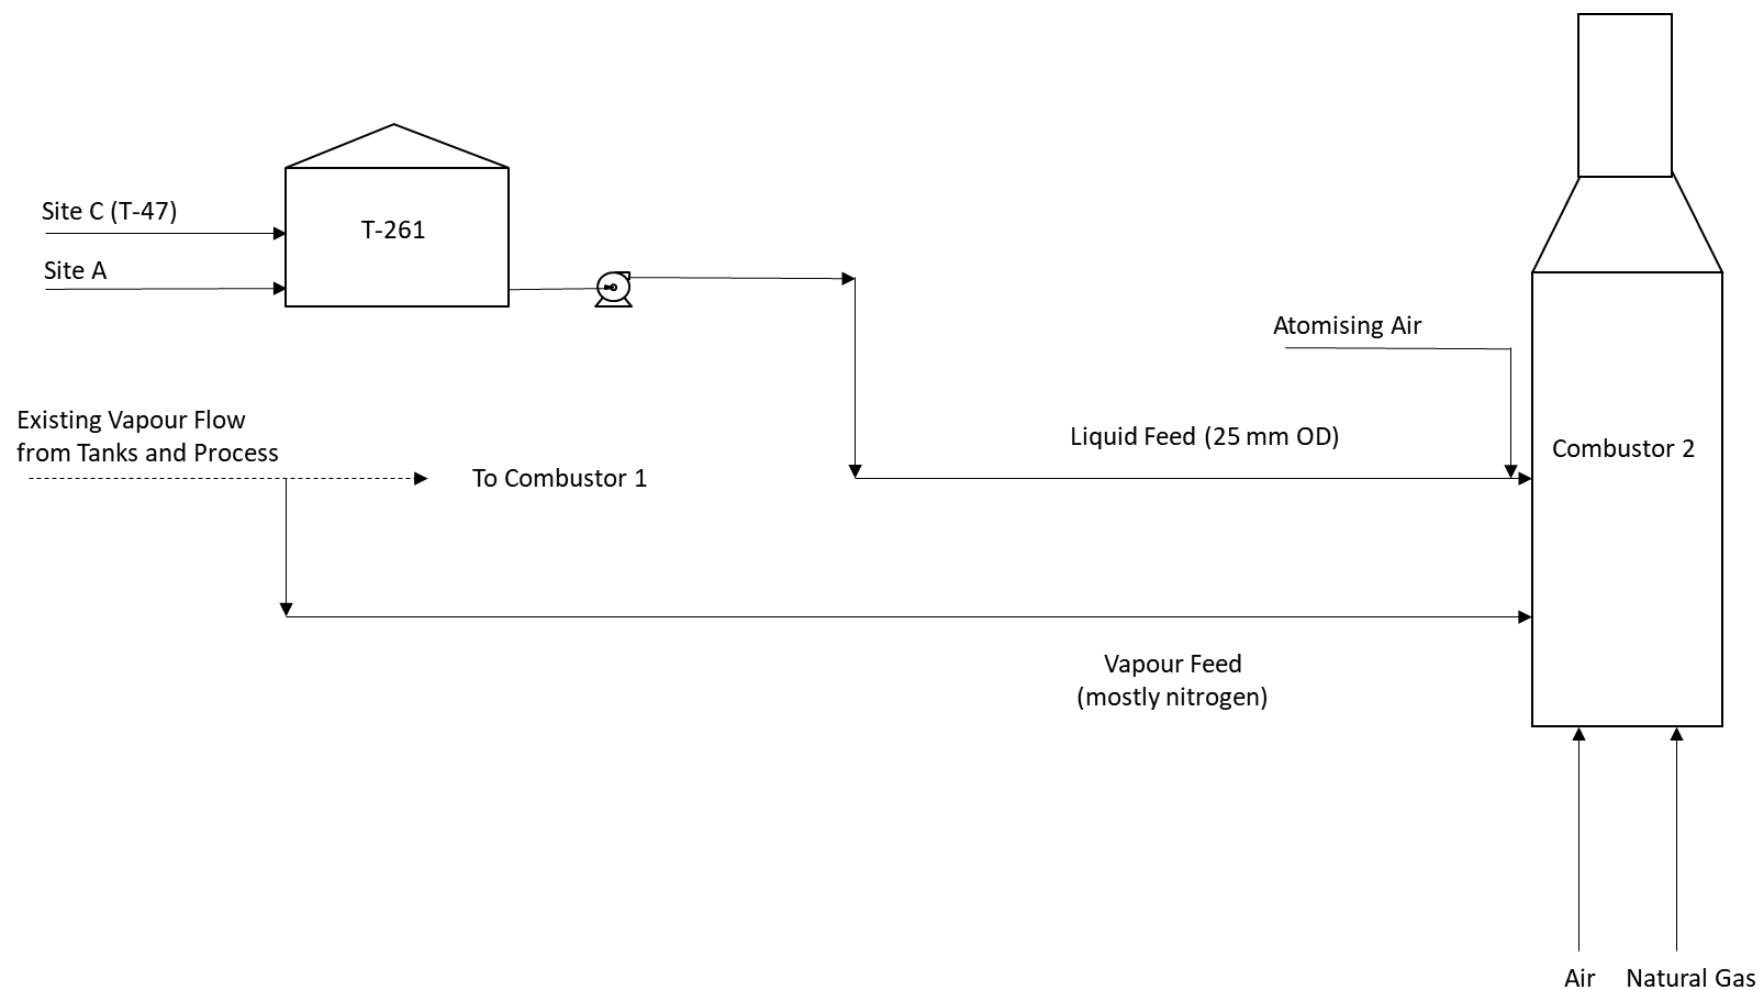 Site C (T-47)
T-261
Site A
Atomising Air
Existing Vapour Flow
from Tanks and Process
Liquid Feed (25 mm OD)
Combustor 2
To Combustor 1
Vapour Feed
(mostly nitrogen)
Air
Natural Gas